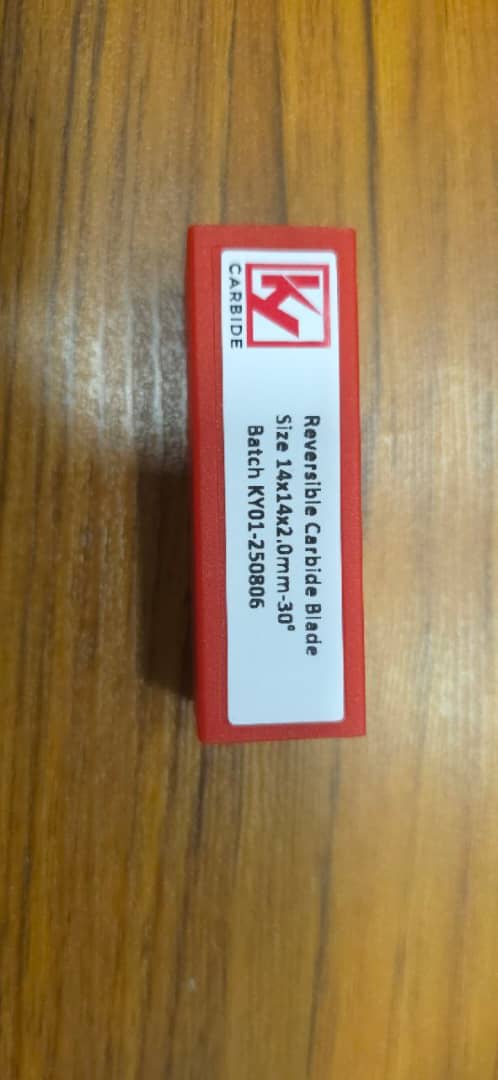 KY
CARBIDE
Reversible Carbide Blade
Size 14x14x2.0mm-30°
Batch KY01-250806